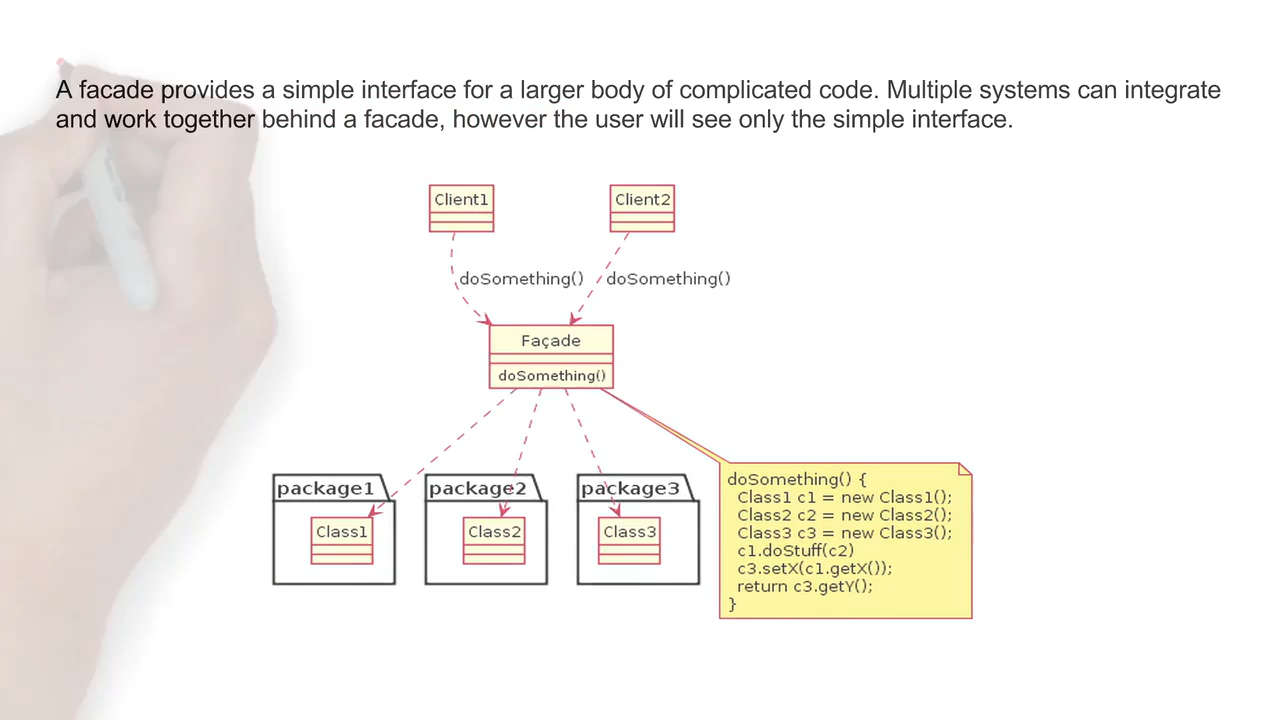 A facade provides a simple interface for a larger body of complicated code. Multiple systems can integrate
and work together behind a facade, however the user will see only the simple interface.
Client1
Client2
doSomething()
doSomething()
Façade
doSomething()
package1
package2
package3
Class1
Class2
Class3
doSomething() {
Class1 c1 = new Class1();
Class2 c2 = new Class2();
Class3 c3 = new Class3();
c1.doStuff(c2)
c3.setX(c1.getX());
return c3.getY();
}